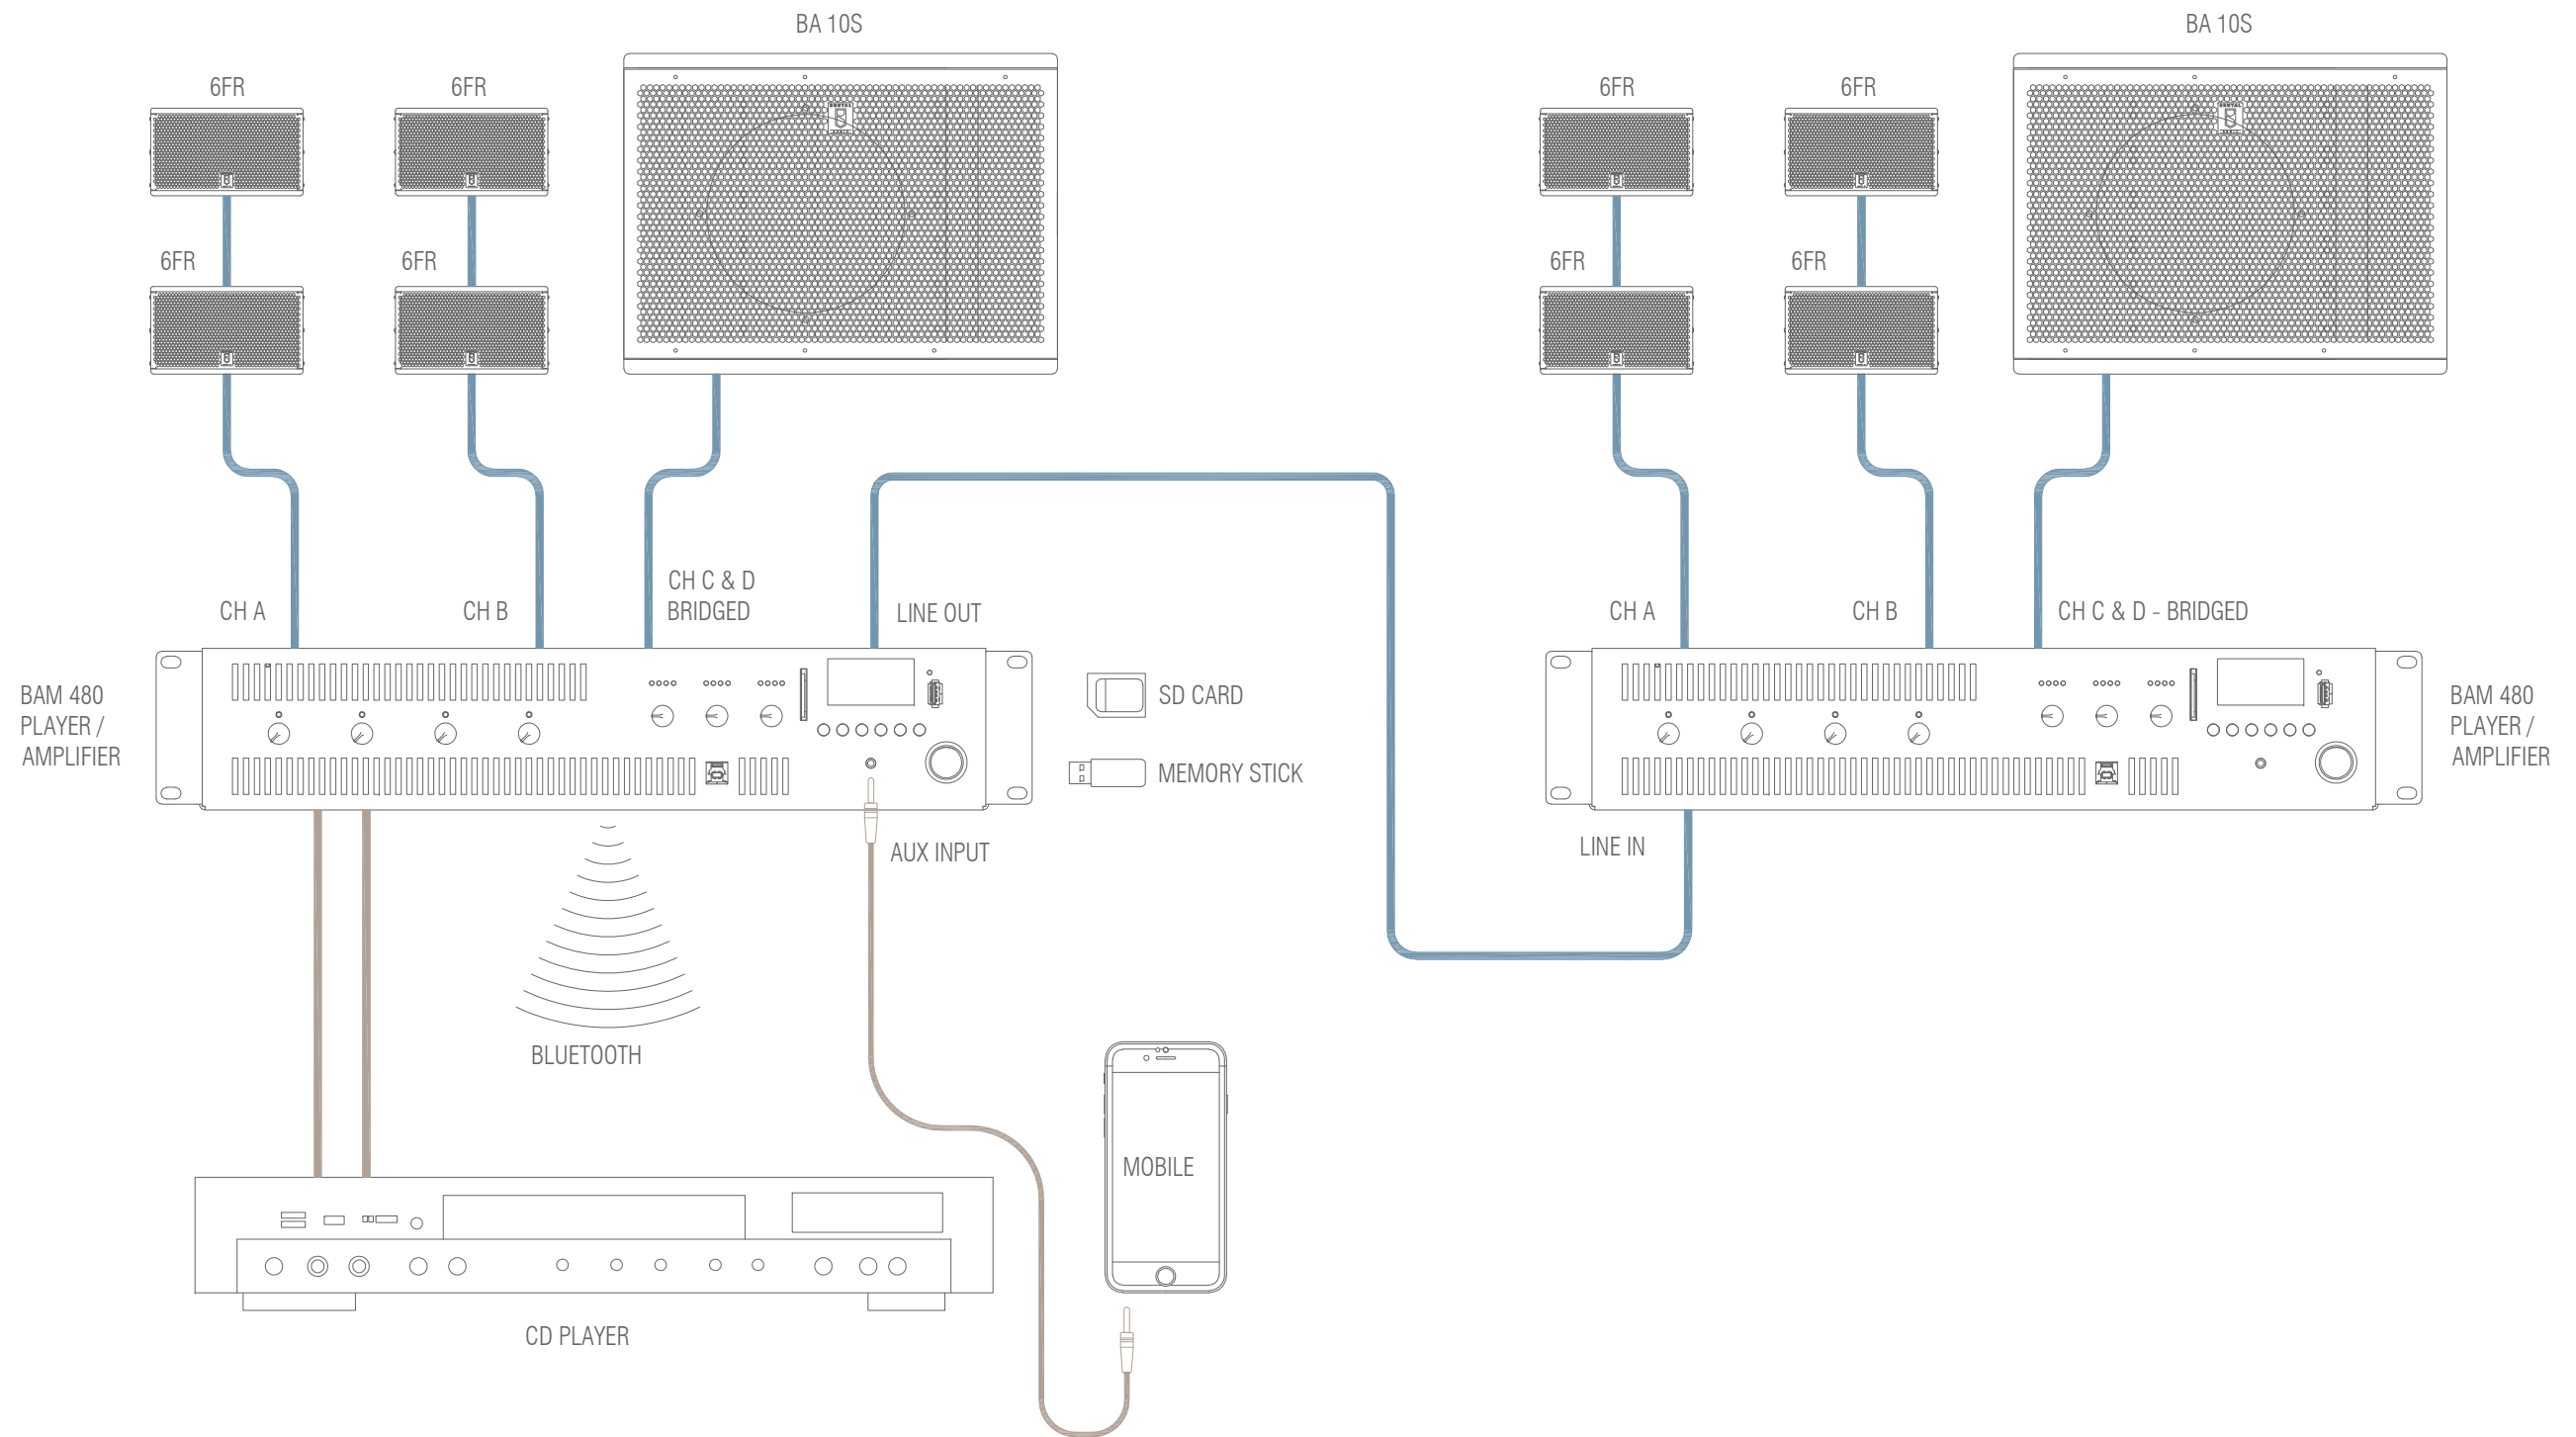 BA 10S
BA 10S
6FR
6FR
6FR
6FR
6FR
6FR
6FR
6FR
CH C & D
BRIDGED
CH A
CH B
LINE OUT
CH A
CH B
CH C & D - BRIDGED
BAM 480
PLAYER /
AMPLIFIER
SD CARD
MEMORY STICK
BAM 480
PLAYER /
AMPLIFIER
AUX INPUT
LINE IN
BLUETOOTH
MOBILE
CD PLAYER